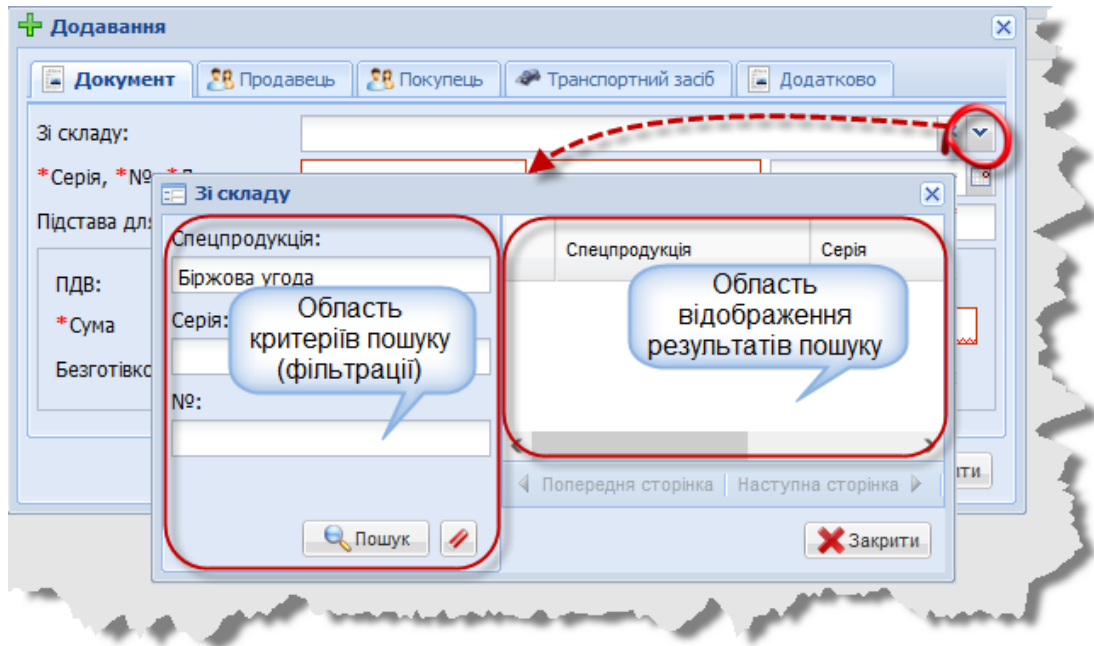 Додавання
Документ Продавець Покупець Транспортний засіб Додатково
Зі складу:
*Серія, *№
Підстава для
Зі складу
Спецпродукція:
Спецпродукція Серія
Біржова угода
ПДВ:
Область
критеріїв пошуку
(фільтрації)
Область
відображення
результатів пошуку
*Сума
Серія:
Безготівко
№:
Попередня сторінка Наступна сторінка
Пошук
Закрити